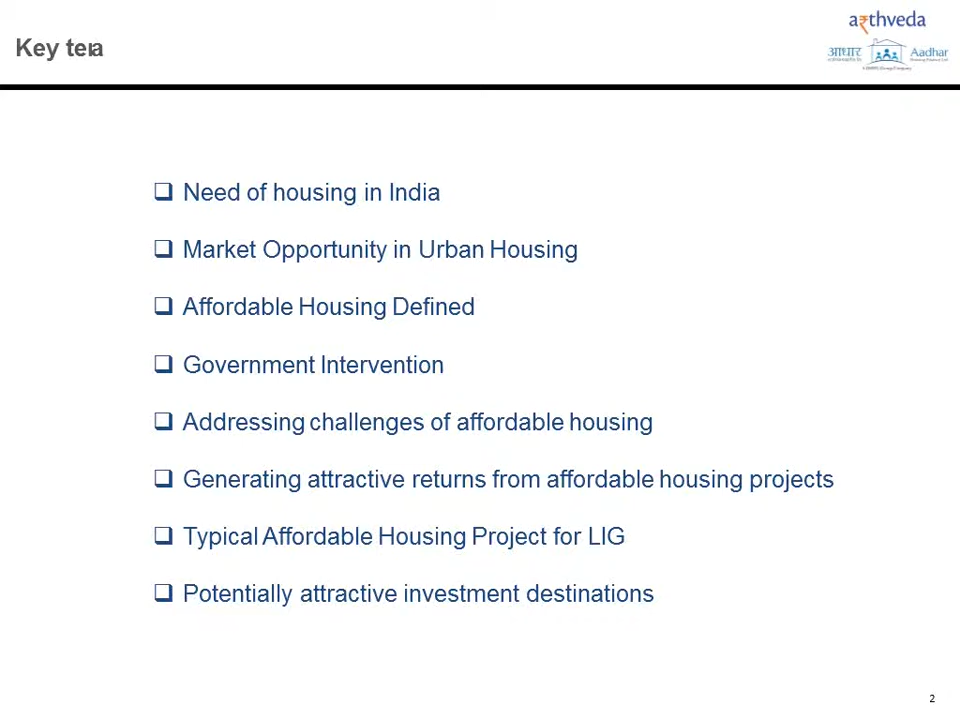 arthveda
Key tera
आधार Aadhar
Need of housing in India
Market Opportunity in Urban Housing
Affordable Housing Defined
Government Intervention
Addressing challenges of affordable housing
Generating attractive returns from affordable housing projects
Typical Affordable Housing Project for LIG
Potentially attractive investment destinations
2